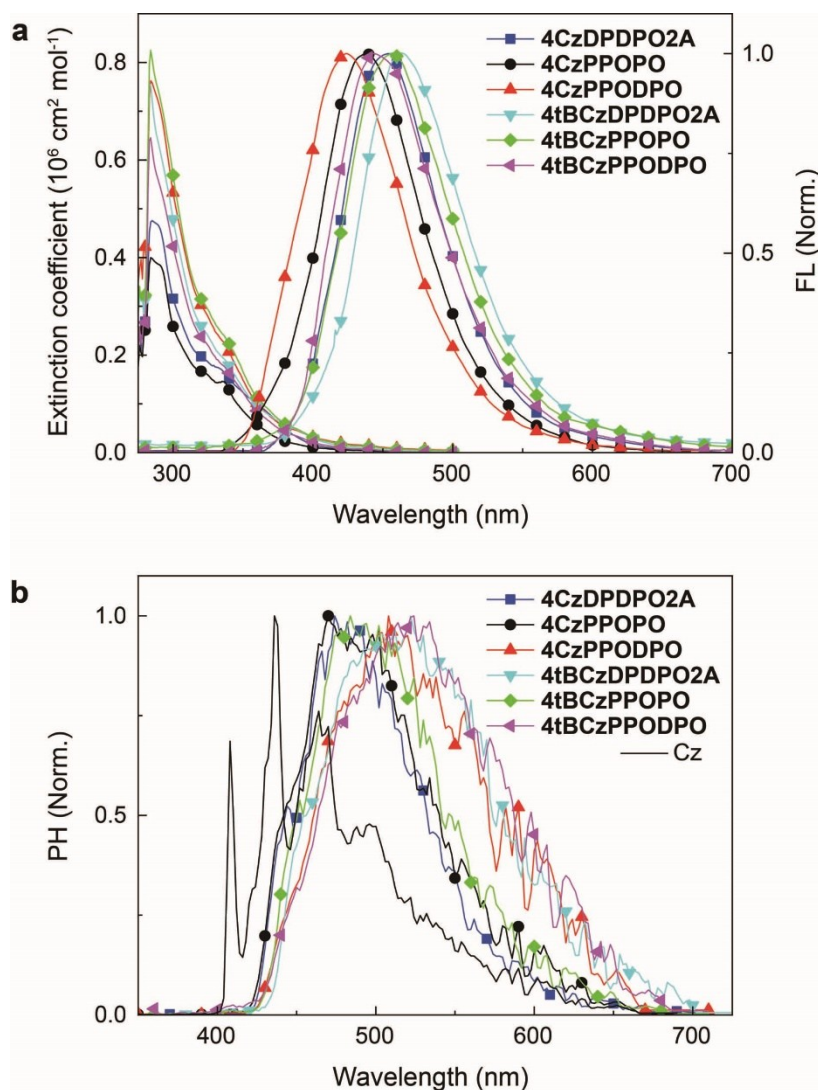 a
Extinction coefficient (10⁶ cm² mol⁻¹)
0.8
0.6
0.4
0.2
0.0
4CzDPDPO2A
4CzPPOPO
4CzPPODPO
4tBCzDPDPO2A
4tBCzPPOPO
4tBCzPPODPO
1.0
0.5
0.0
FL (Norm.)
300 400 500 600 700
Wavelength (nm)
b
PH (Norm.)
1.0
0.5
0.0
4CzDPDPO2A
4CzPPOPO
4CzPPODPO
4tBCzDPDPO2A
4tBCzPPOPO
4tBCzPPODPO
Cz
400 500 600 700
Wavelength (nm)